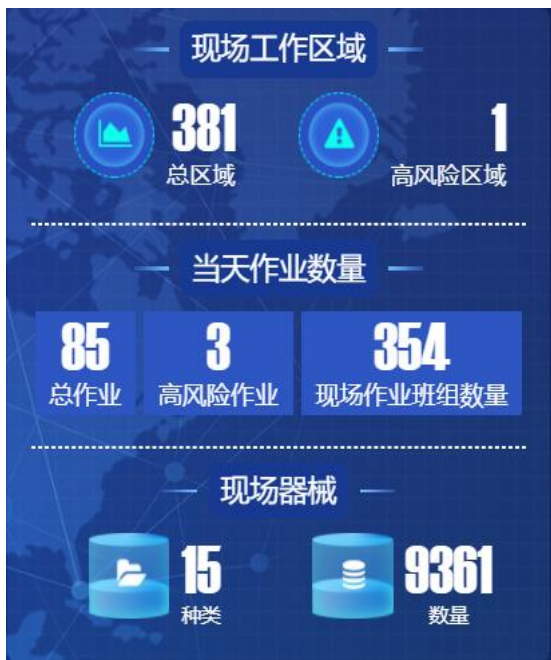 现场工作区域
381
总区域
1
高风险区域
当天作业数量
85
总作业
3
高风险作业
354
现场作业班组数量
现场器械
15
种类
9361
数量